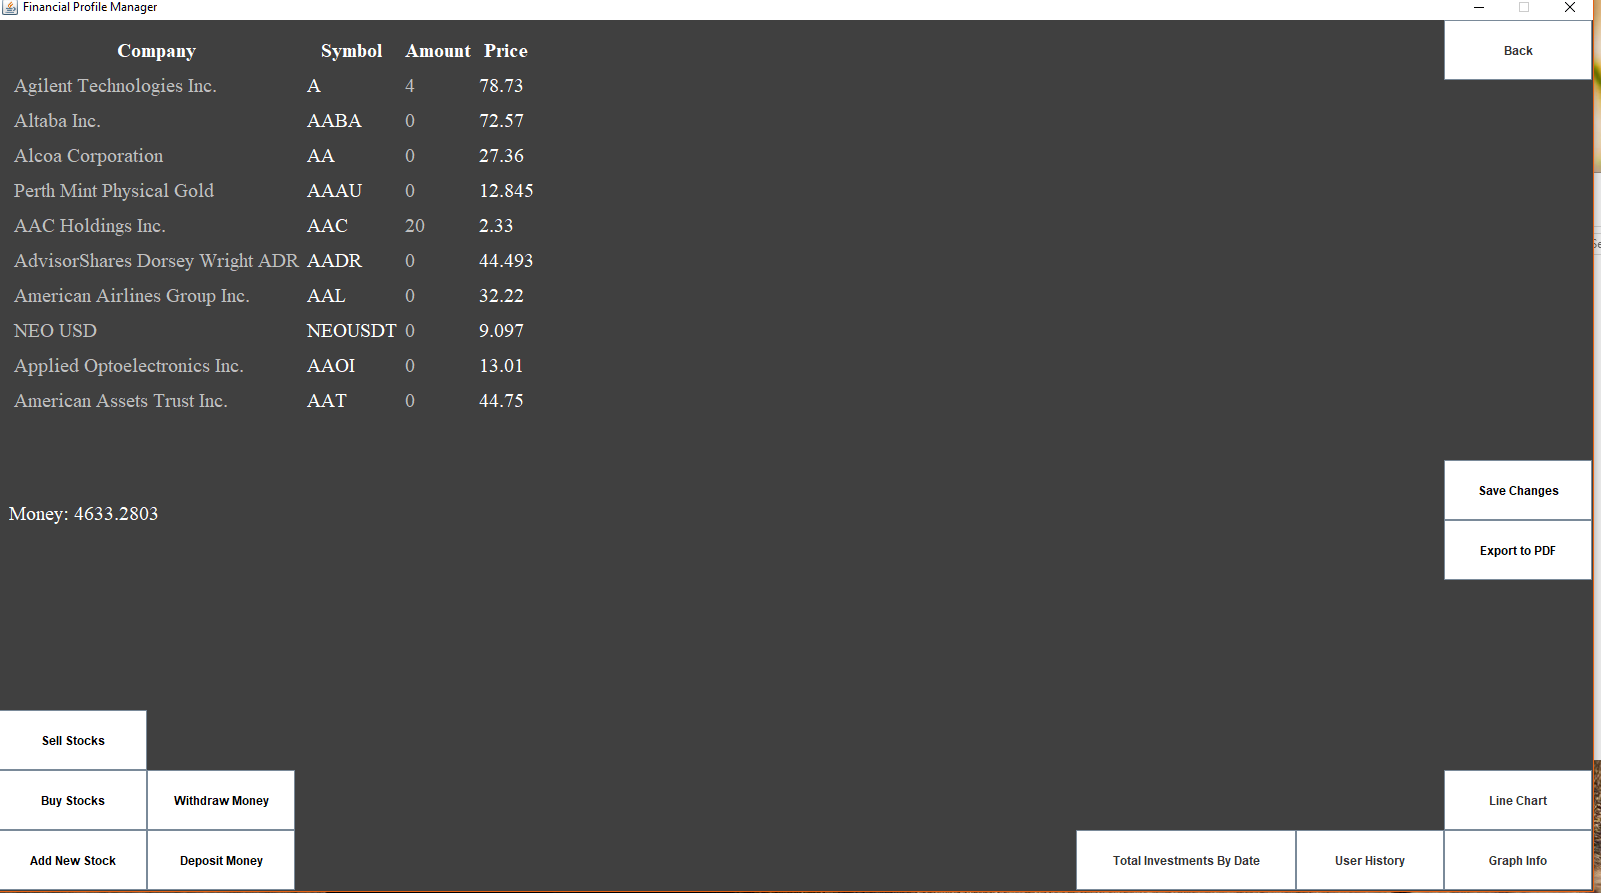 Financial Profile Manager
Company Symbol Amount Price
Back
Agilent Technologies Inc. A 4 78.73
Altaba Inc. AABA 0 72.57
Alcoa Corporation AA 0 27.36
Perth Mint Physical Gold AAAU 0 12.845
AAC Holdings Inc. AAC 20 2.33
AdvisorShares Dorsey Wright ADR AADR 0 44.493
American Airlines Group Inc. AAL 0 32.22
NEO USD NEOUSDT 0 9.097
Applied Optoelectronics Inc. AAOI 0 13.01
American Assets Trust Inc. AAT 0 44.75
Save Changes
Money: 4633.2803
Export to PDF
Sell Stocks
Buy Stocks Withdraw Money Line Chart
Add New Stock Deposit Money Total Investments By Date User History Graph Info